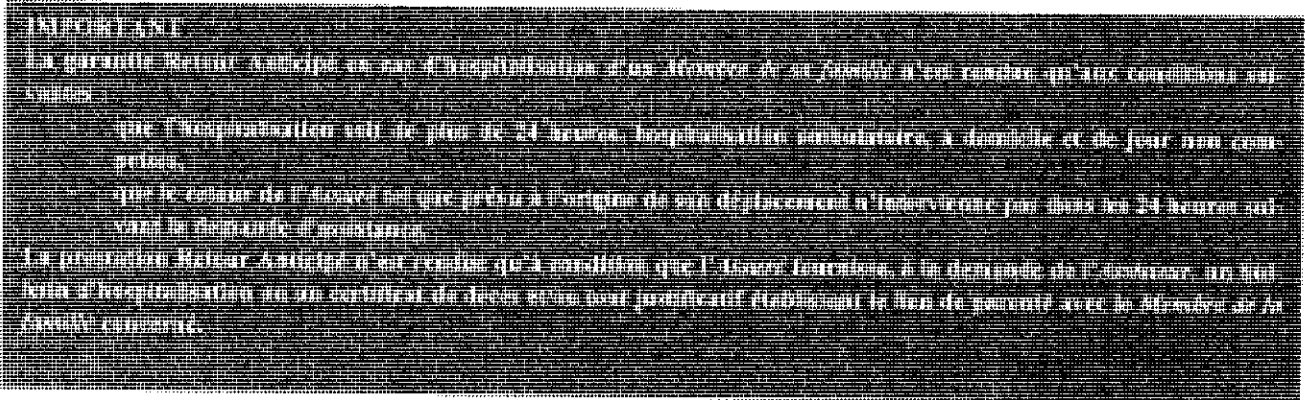 IMPORTANT
La garantie Retour Anticipé en cas d'hospitalisation d'un Membre de sa famille n'est rendue qu'aux conditions sui-
vantes
que l'hospitalisation soit de plus de 24 heures, hospitalisation ambulatoire, à domicile et de jour non com-
prises,
que le retour de l'Assuré tel que prévu à l'origine de son déplacement n'intervienne pas dans les 24 heures sui-
vant la demande d'assistance.
La prestation Retour Anticipé n'est rendue qu'à condition que l'Assuré fournisse, à la demande de l'Assureur, un bul-
letin d'hospitalisation ou un certificat de décès et/ou tout justificatif établissant le lien de parenté avec le Membre de sa
famille concerné.